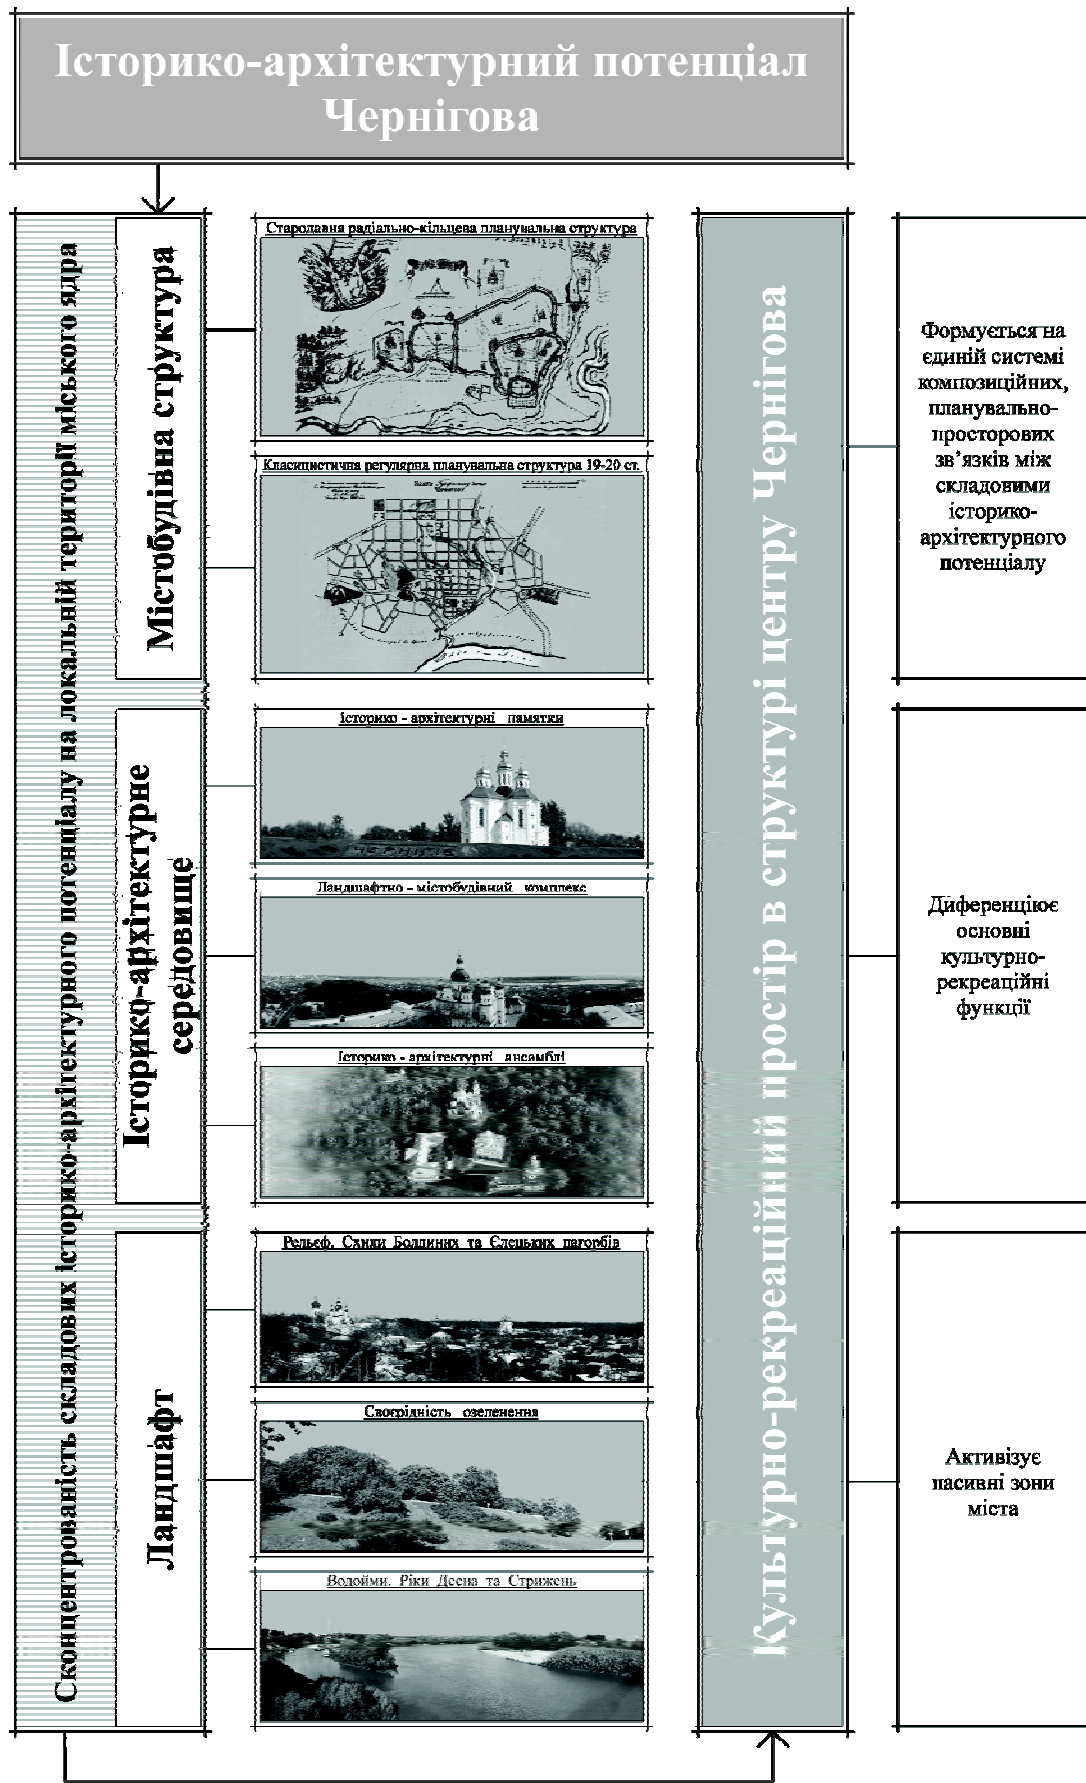 Історико-архітектурний потенціал
Чернігова
Сконцентрованість складових історико-архітектурного потенціалу на локальній території міського ядра
Містобудівна структура
Стародавня радіально-кільцева планувальна структура
Класицистична регулярна планувальна структура 19-20 ст.
Історико-архітектурне
середовище
Історико - архітектурні памятки
ЧЕРНІГІВ
Ландшафтно - містобудівний комплекс
Історико - архітектурні ансамблі
Ландшафт
Рельєф. Схили Болдиних та Єлецьких пагорбів
Своєрідність озеленення
Водойми. Ріки Десна та Стрижень
Культурно-рекреаційний простір в структурі центру Чернігова
Формується на
єдиній системі
композиційних,
планувально-
просторових
зв’язків між
складовими
історико-
архітектурного
потенціалу
Диференціює
основні
культурно-
рекреаційні
функції
Активізує
пасивні зони
міста